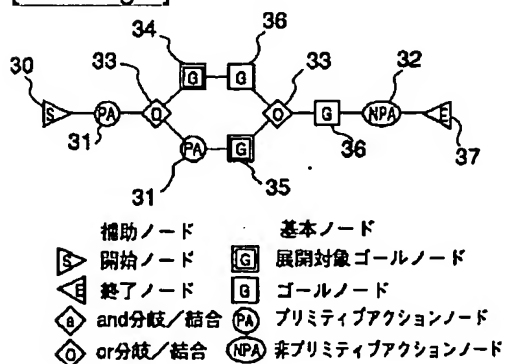 34
36
30
33
33
32
G
G
S
PA
O
O
G
NPA
E
31
36
37
PA
G
31
35
補助ノード
基本ノード
S 開始ノード
G 展開対象ゴールノード
E 終了ノード
G ゴールノード
a and分岐/結合
PA プリミティブアクションノード
O or分岐/結合
NPA 非プリミティブアクションノード